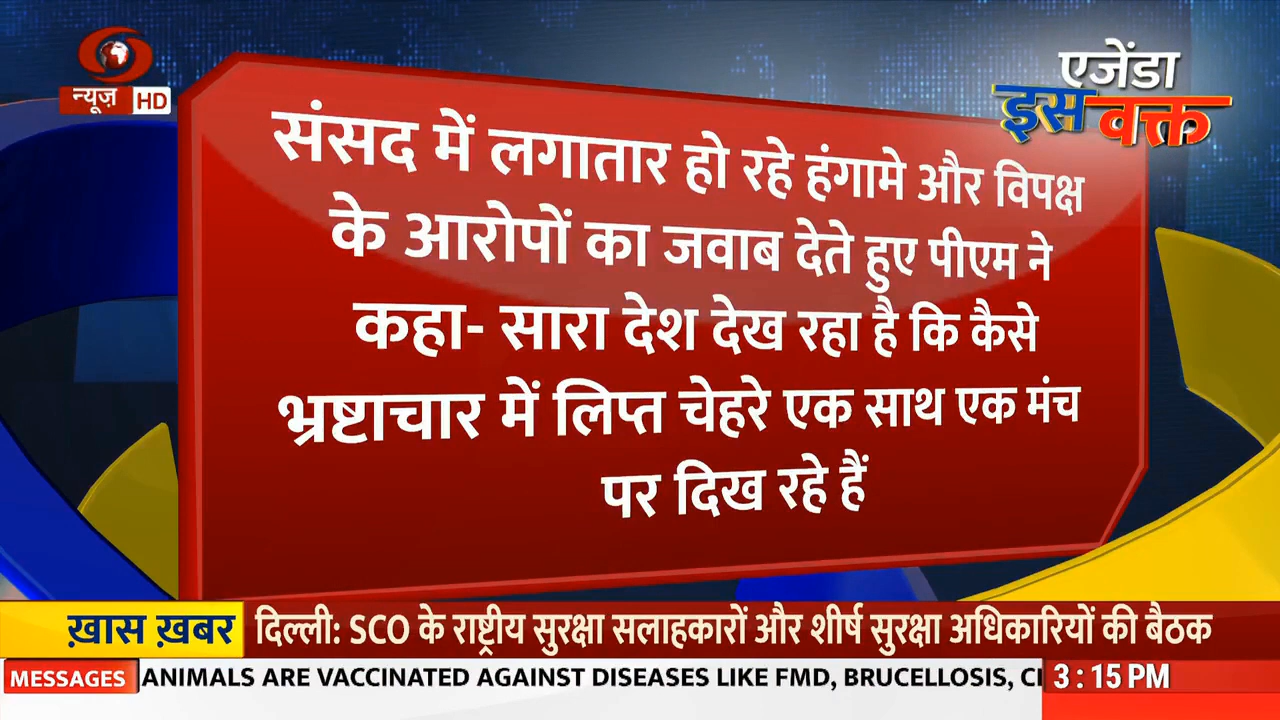 न्यूज़ HD
एजेंडा
इस वक्त
संसद में लगातार हो रहे हंगामे और विपक्ष
के आरोपों का जवाब देते हुए पीएम ने
कहा- सारा देश देख रहा है कि कैसे
भ्रष्टाचार में लिप्त चेहरे एक साथ एक मंच
पर दिख रहे हैं
ख़ास ख़बर
दिल्ली: SCO के राष्ट्रीय सुरक्षा सलाहकारों और शीर्ष सुरक्षा अधिकारियों की बैठक
MESSAGES
ANIMALS ARE VACCINATED AGAINST DISEASES LIKE FMD, BRUCELLOSIS,
3:15 PM